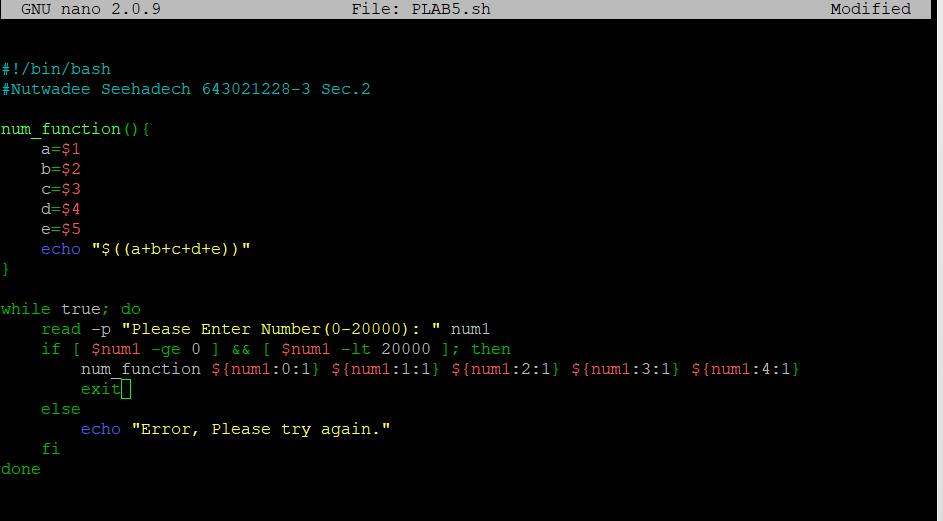 GNU nano 2.0.9 File: PLAB5.sh Modified
#!/bin/bash
#Nutwadee Seehadech 643021228-3 Sec.2
num_function(){
    a=$1
    b=$2
    c=$3
    d=$4
    e=$5
    echo "$((a+b+c+d+e))"
}
while true; do
    read -p "Please Enter Number(0-20000): " num1
    if [ $num1 -ge 0 ] && [ $num1 -lt 20000 ]; then
        num_function ${num1:0:1} ${num1:1:1} ${num1:2:1} ${num1:3:1} ${num1:4:1}
        exit
    else
        echo "Error, Please try again."
    fi
done